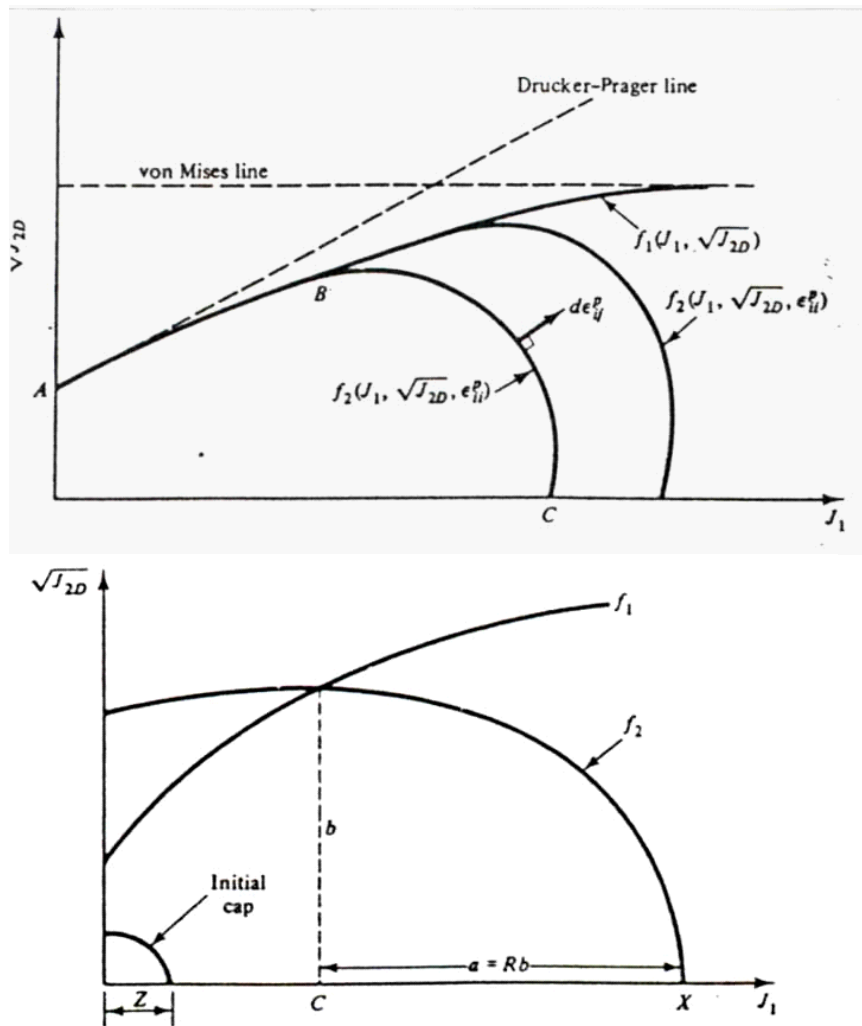 Drucker–Prager line
von Mises line
√J₂D
f₁(J₁, √J₂D)
B
dεᵖᵢⱼ
f₂(J₁, √J₂D, εᵖᵢᵢ)
A
f₂(J₁, √J₂D, εᵖᵢᵢ)
C
J₁
√J₂D
f₁
f₂
b
Initial
cap
a = Rb
Z
C
X
J₁